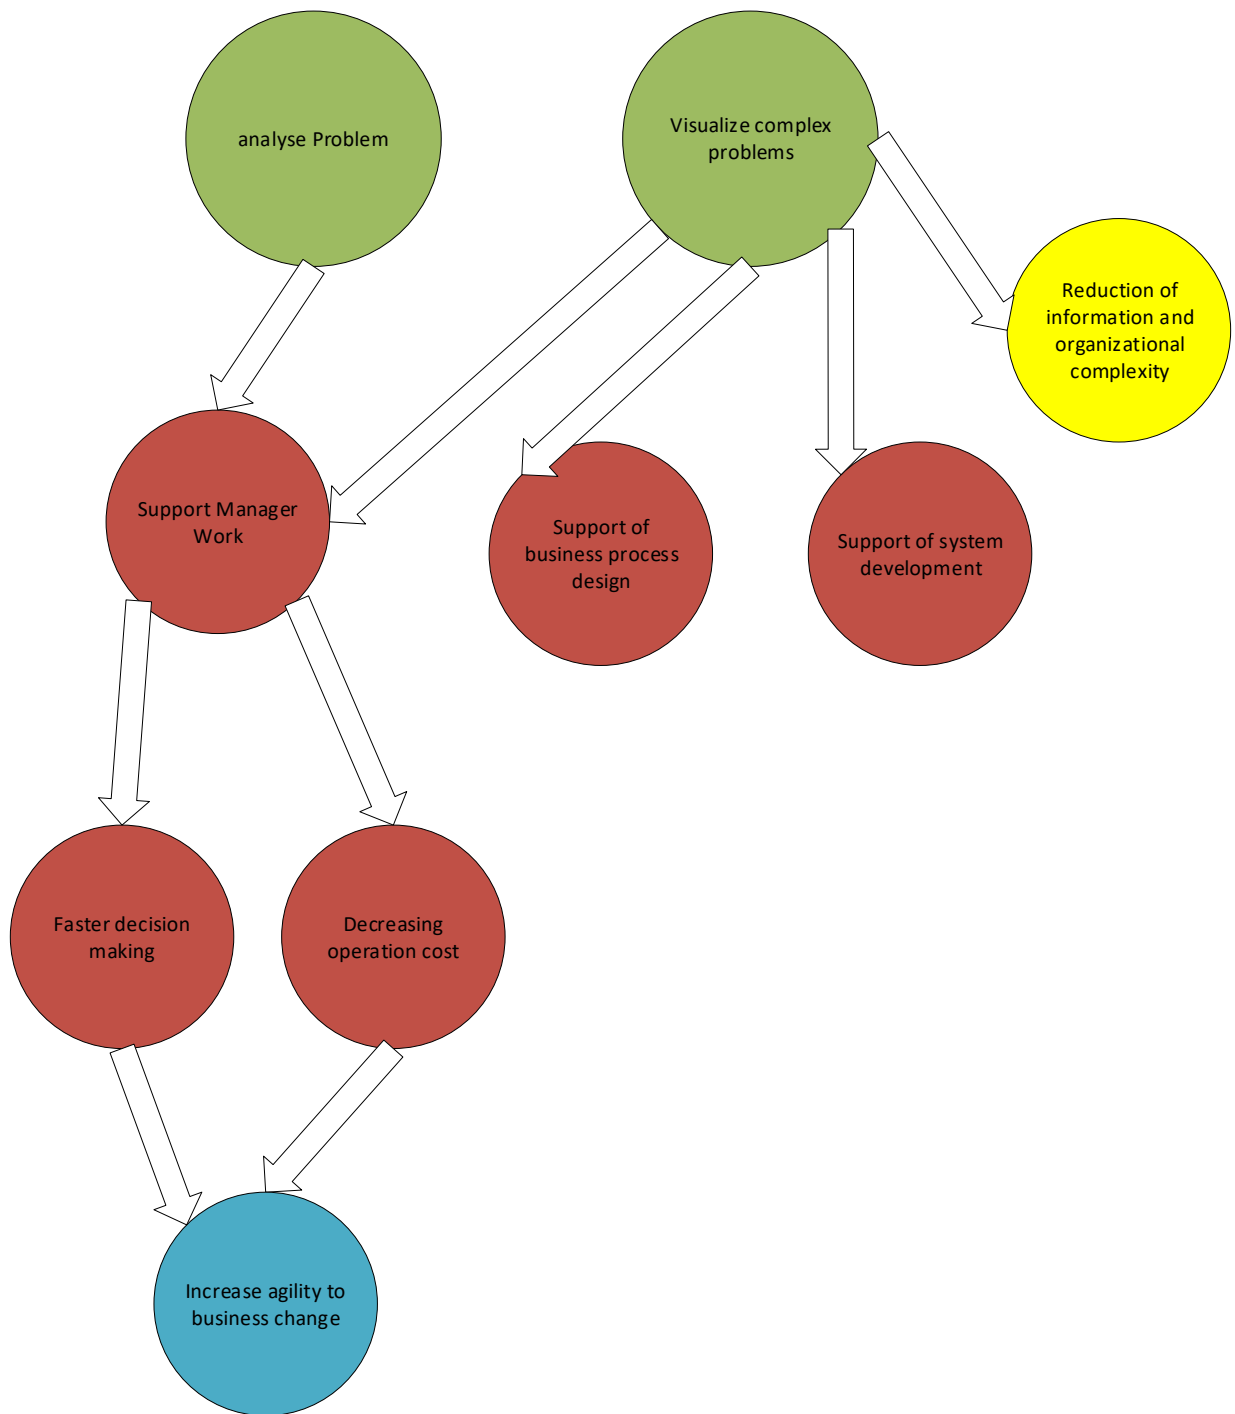 analyse Problem
Visualize complex
problems
Reduction of
information and
organizational
complexity
Support Manager
Work
Support of
business process
design
Support of system
development
Faster decision
making
Decreasing
operation cost
Increase agility to
business change